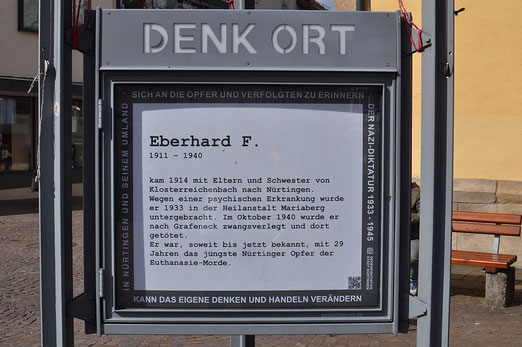 DENK ORT
SICH AN DIE OPFER UND VERFOLGTEN ZU ERINNERN
IN NÜRTINGEN UND SEINEM UMLAND
DER NAZI-DIKTATUR 1933 - 1945
Eberhard F.
1911 – 1940
kam 1914 mit Eltern und Schwester von
Klosterreichenbach nach Nürtingen.
Wegen einer psychischen Erkrankung wurde
er 1933 in der Heilanstalt Mariaberg
untergebracht. Im Oktober 1940 wurde er
nach Grafeneck zwangsverlegt und dort
getötet.
Er war, soweit bis jetzt bekannt, mit 29
Jahren das jüngste Nürtinger Opfer der
Euthanasie-Morde.
KANN DAS EIGENE DENKEN UND HANDELN VERÄNDERN